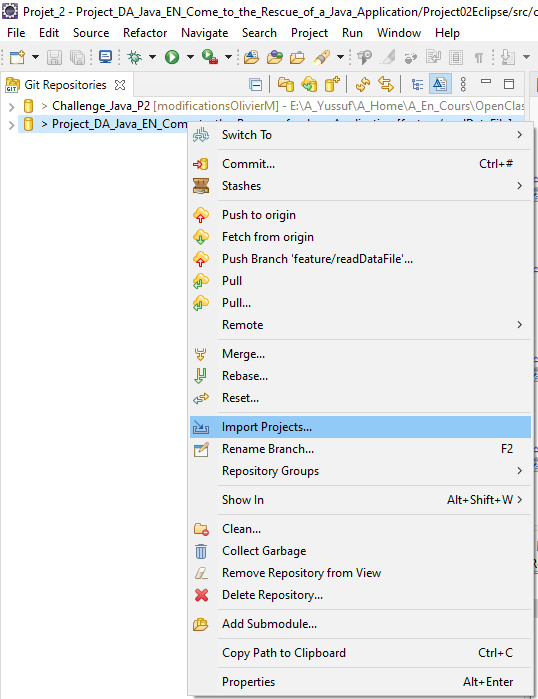 Projet_2 - Project_DA_Java_EN_Come_to_the_Rescue_of_a_Java_Application/Project02Eclipse/src/c
File Edit Source Refactor Navigate Search Project Run Window Help
Git Repositories
> Challenge_Java_P2 [modificationsOlivierM] - E:\A_Yussuf\A_Home\A_En_Cours\OpenClas
> Project_DA_Java_EN_Com
Switch To
Commit... Ctrl+#
Stashes
Push to origin
Fetch from origin
Push Branch 'feature/readDataFile'...
Pull
Pull...
Remote
Merge...
Rebase...
Reset...
Import Projects...
Rename Branch... F2
Repository Groups
Show In Alt+Shift+W
Clean...
Collect Garbage
Remove Repository from View
Delete Repository...
Add Submodule...
Copy Path to Clipboard Ctrl+C
Properties Alt+Enter